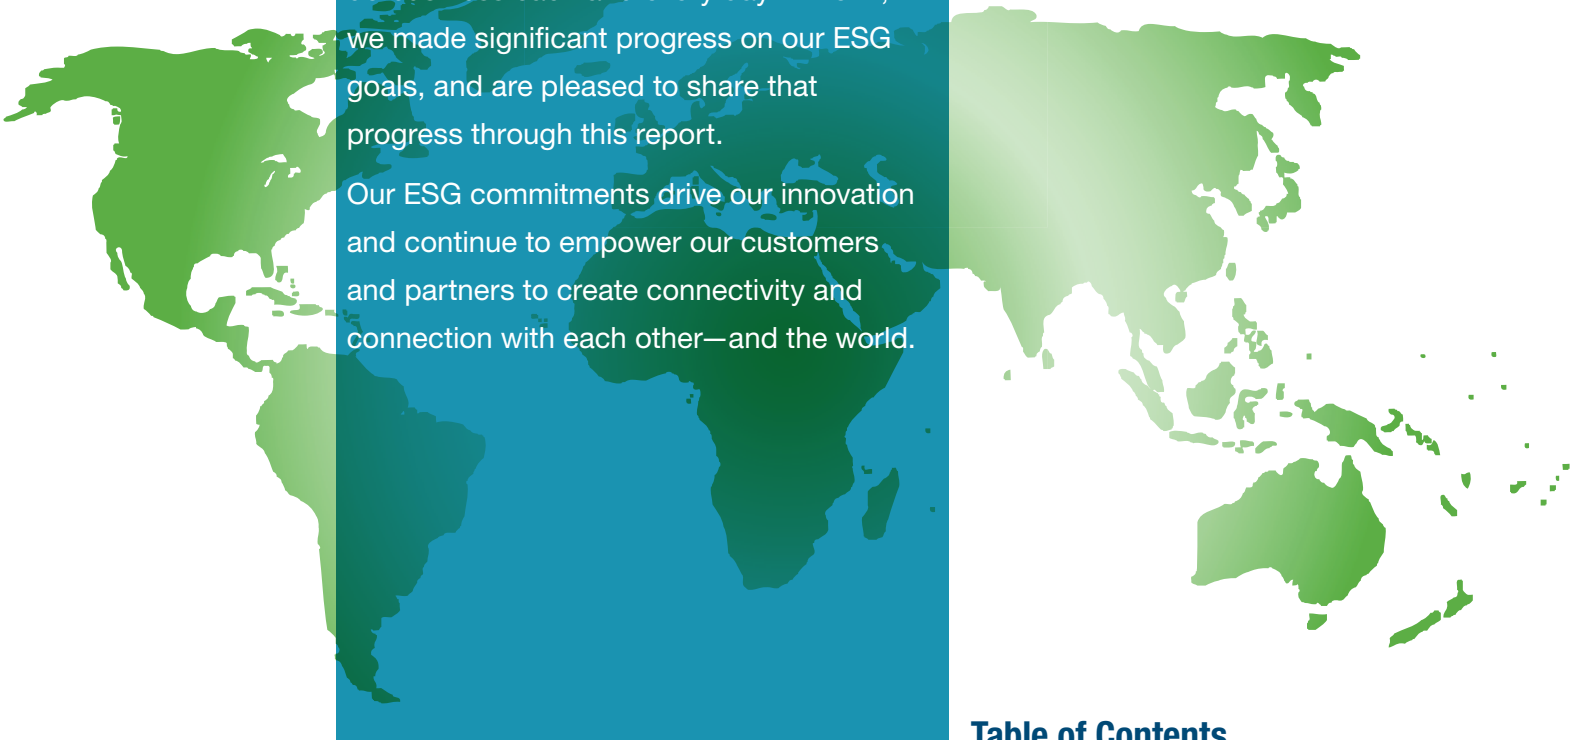 we made significant progress on our ESG
goals, and are pleased to share that
progress through this report.
Our ESG commitments drive our innovation
and continue to empower our customers
and partners to create connectivity and
connection with each other—and the world.
Table of Contents